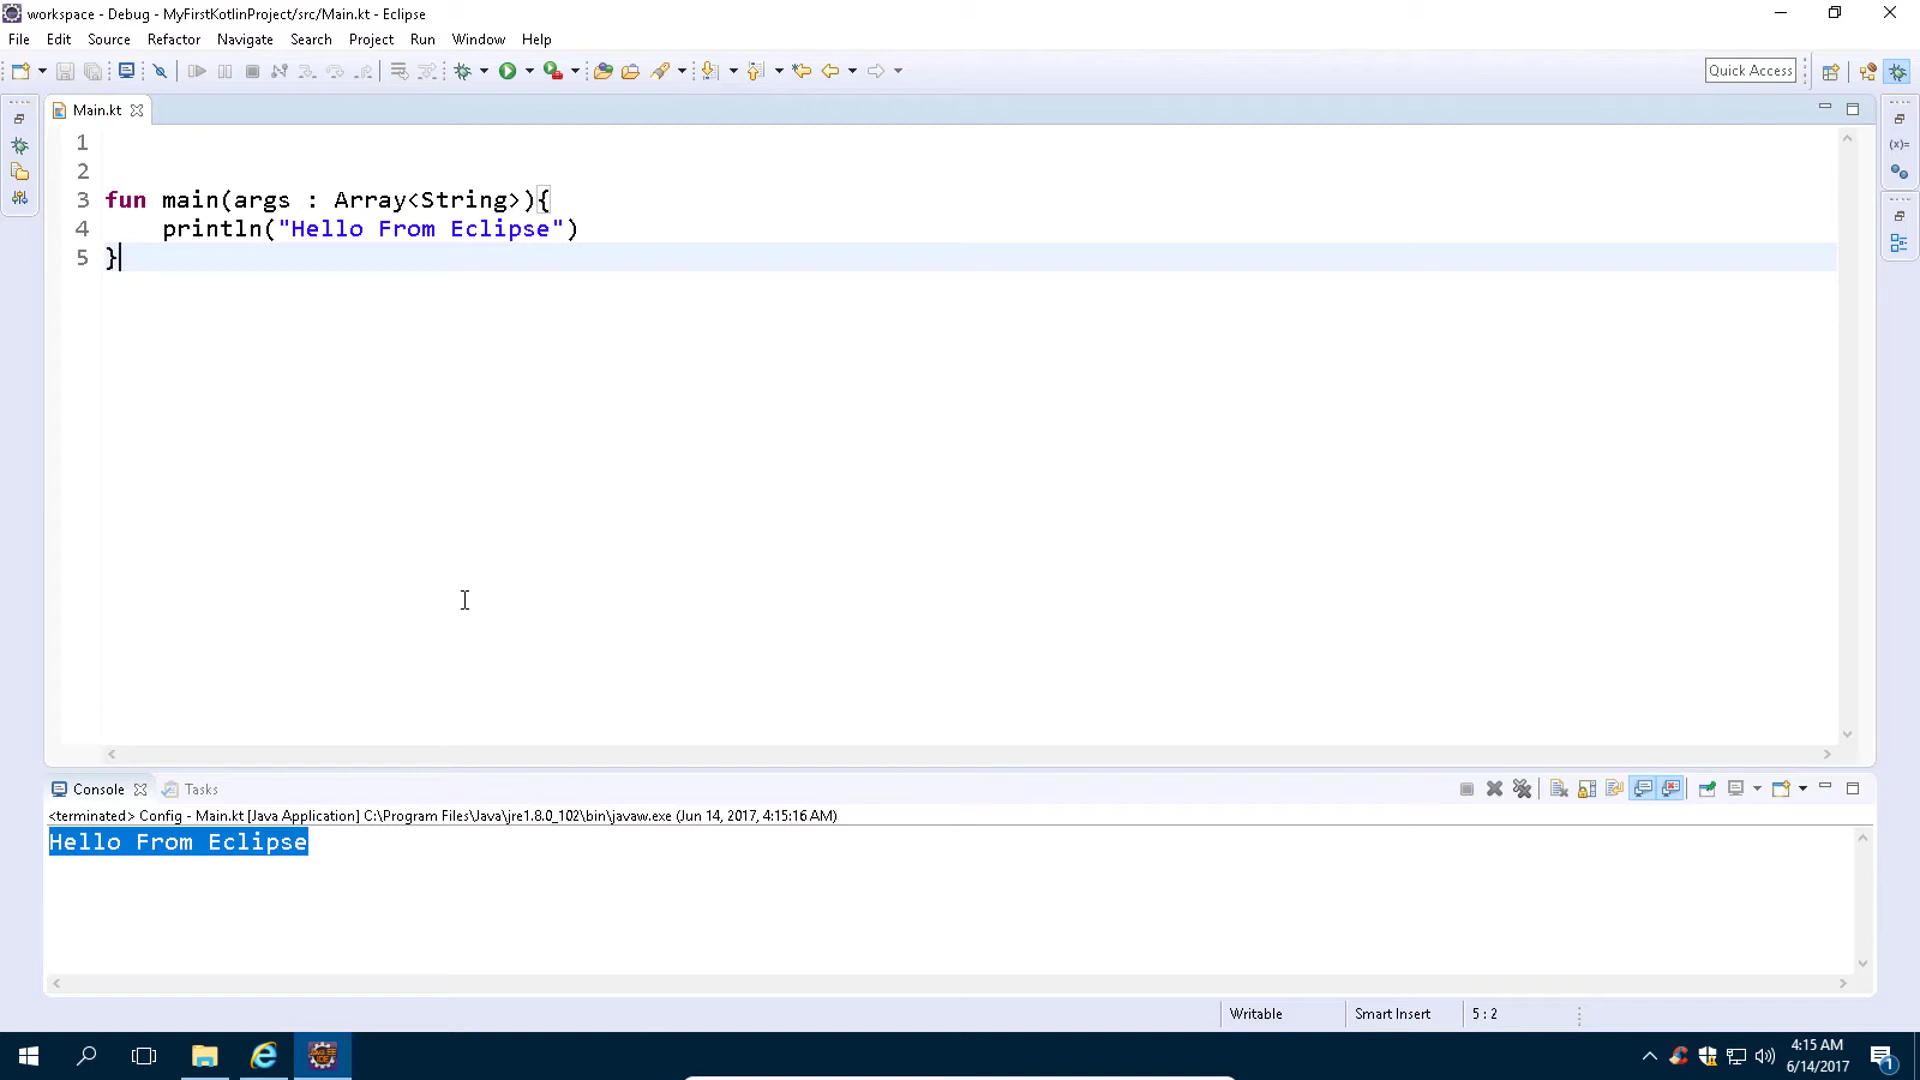 workspace - Debug - MyFirstKotlinProject/src/Main.kt - Eclipse
File Edit Source Refactor Navigate Search Project Run Window Help
Quick Access
Main.kt
1
2
3 fun main(args : Array<String>){
4 println("Hello From Eclipse")
5 }
(x)=
Console Tasks
<terminated> Config - Main.kt [Java Application] C:\Program Files\Java\jre1.8.0_102\bin\javaw.exe (Jun 14, 2017, 4:15:16 AM)
Hello From Eclipse
Writable Smart Insert 5 : 2
4:15 AM
6/14/2017
1